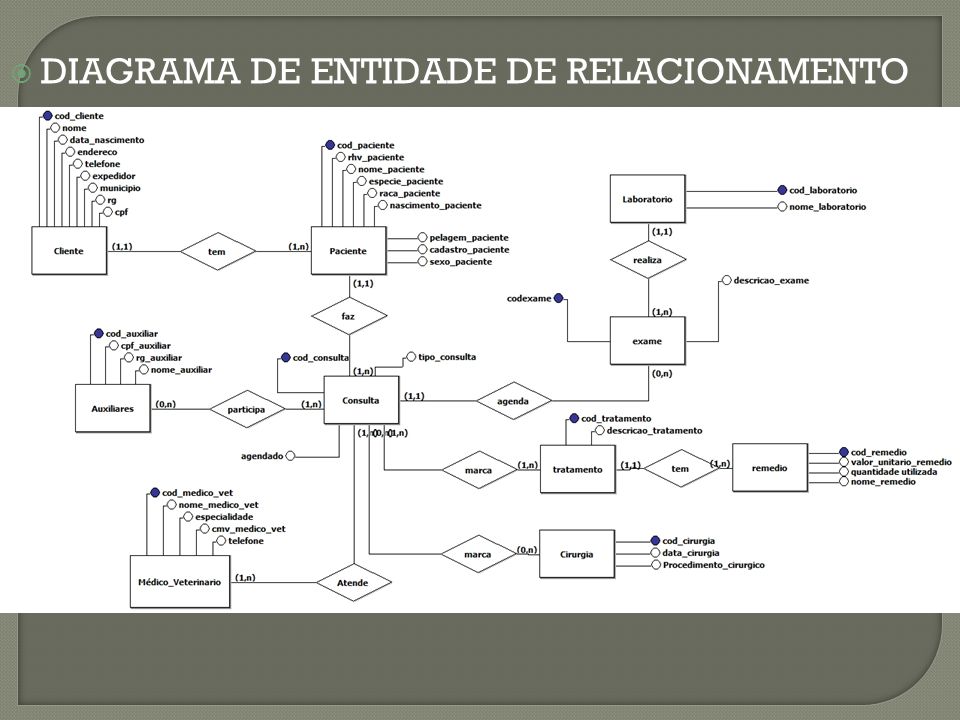 DIAGRAMA DE ENTIDADE DE RELACIONAMENTO
cod_cliente
nome
data_nascimento
endereco
telefone
expedidor
municipio
rg
cpf
Cliente
(1,1)
tem
(1,n)
cod_paciente
rhv_paciente
nome_paciente
especie_paciente
raca_paciente
nascimento_paciente
Paciente
pelagem_paciente
cadastro_paciente
sexo_paciente
(1,1)
faz
(1,n)
Laboratorio
cod_laboratorio
nome_laboratorio
(1,1)
realiza
(1,n)
codexame
descricao_exame
exame
(0,n)
cod_auxiliar
cpf_auxiliar
rg_auxiliar
nome_auxiliar
Auxiliares
(0,n)
participa
(1,n)
cod_consulta
tipo_consulta
Consulta
(1,1)
agenda
agendado
(1,n)
(0,n)
(1,n)
cod_tratamento
descricao_tratamento
marca
(1,n)
tratamento
(1,1)
tem
(1,n)
remedio
cod_remedio
valor_unitario_remedio
quantidade utilizada
nome_remedio
cod_medico_vet
nome_medico_vet
especialidade
cmv_medico_vet
telefone
Médico_Veterinario
(1,n)
Atende
marca
(0,n)
Cirurgia
cod_cirurgia
data_cirurgia
Procedimento_cirurgico